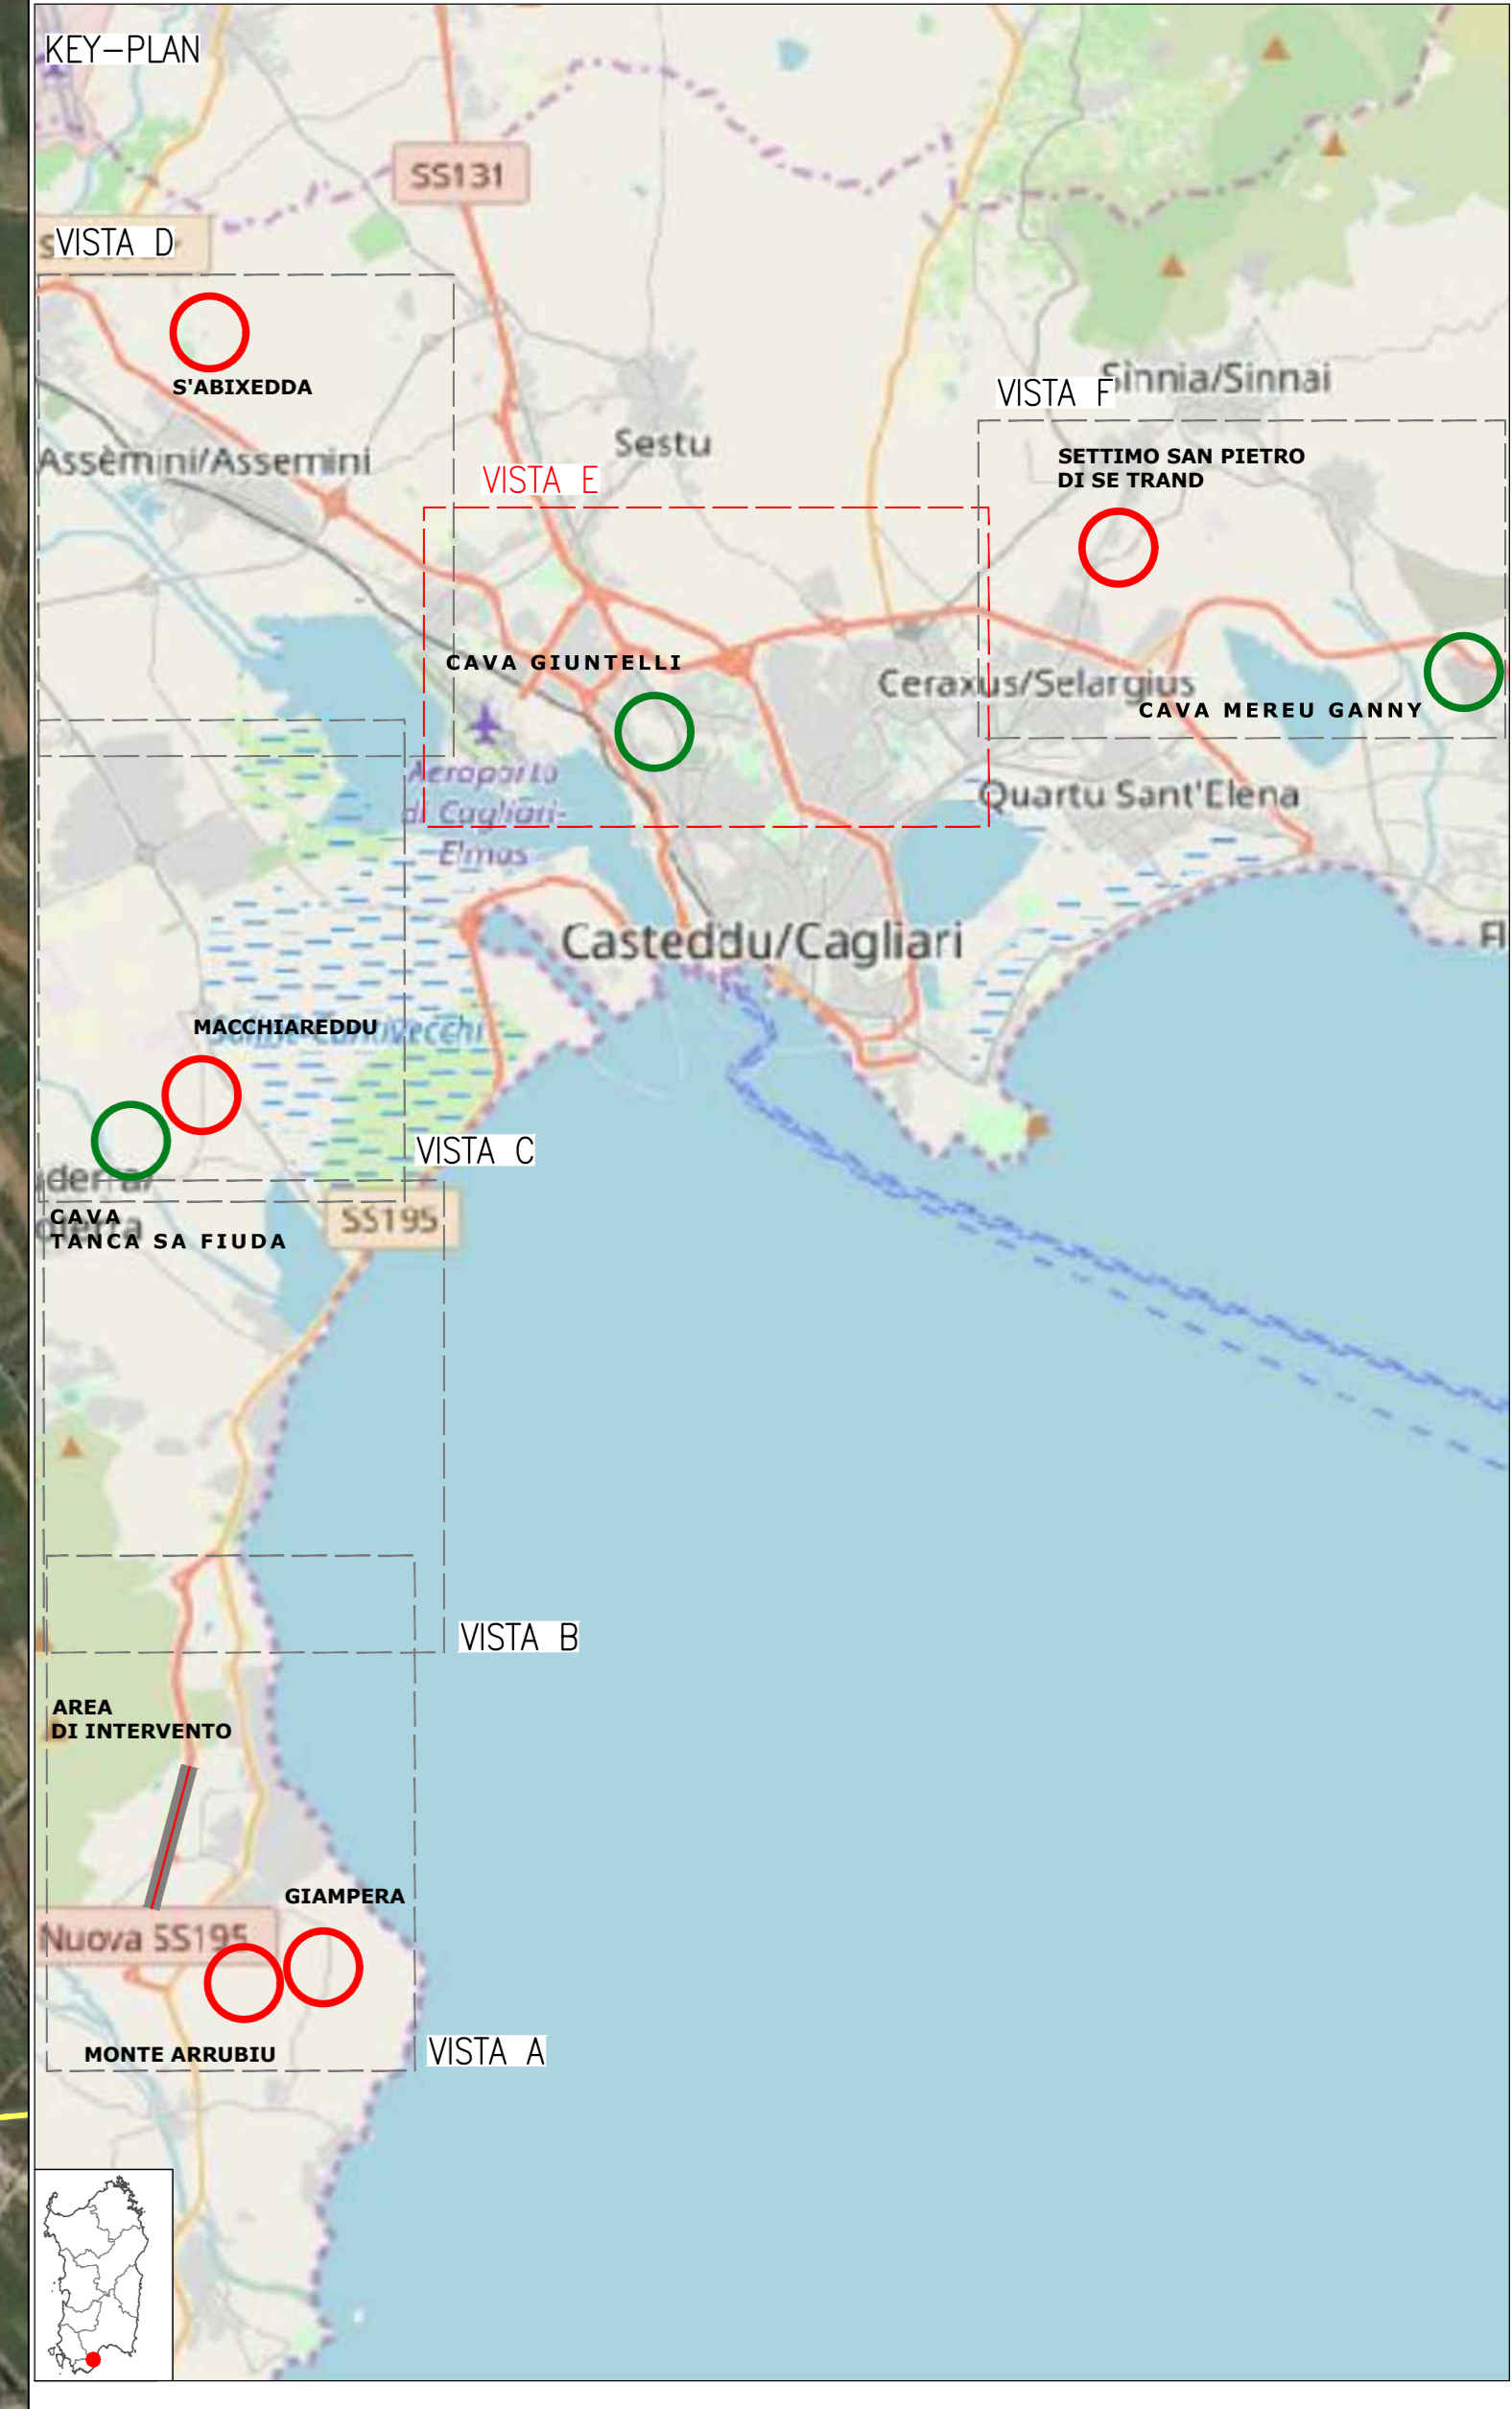 KEY-PLAN
SS131
VISTA D
S'ABIXEDDA
Sìnnia/Sinnai
VISTA F
Sestu
Assèmini/Assemini
VISTA E
SETTIMO SAN PIETRO
DI SE TRAND
CAVA GIUNTELLI
Ceraxus/Selargius
CAVA MEREU GANNY
Aeroporto
di Cagliari-
Elmas
Quartu Sant'Elena
Casteddu/Cagliari
Fl
MACCHIAREDDU
VISTA C
CAVA
TANCA SA FIUDA
SS195
VISTA B
AREA
DI INTERVENTO
GIAMPERA
Nuova SS195
MONTE ARRUBIU
VISTA A